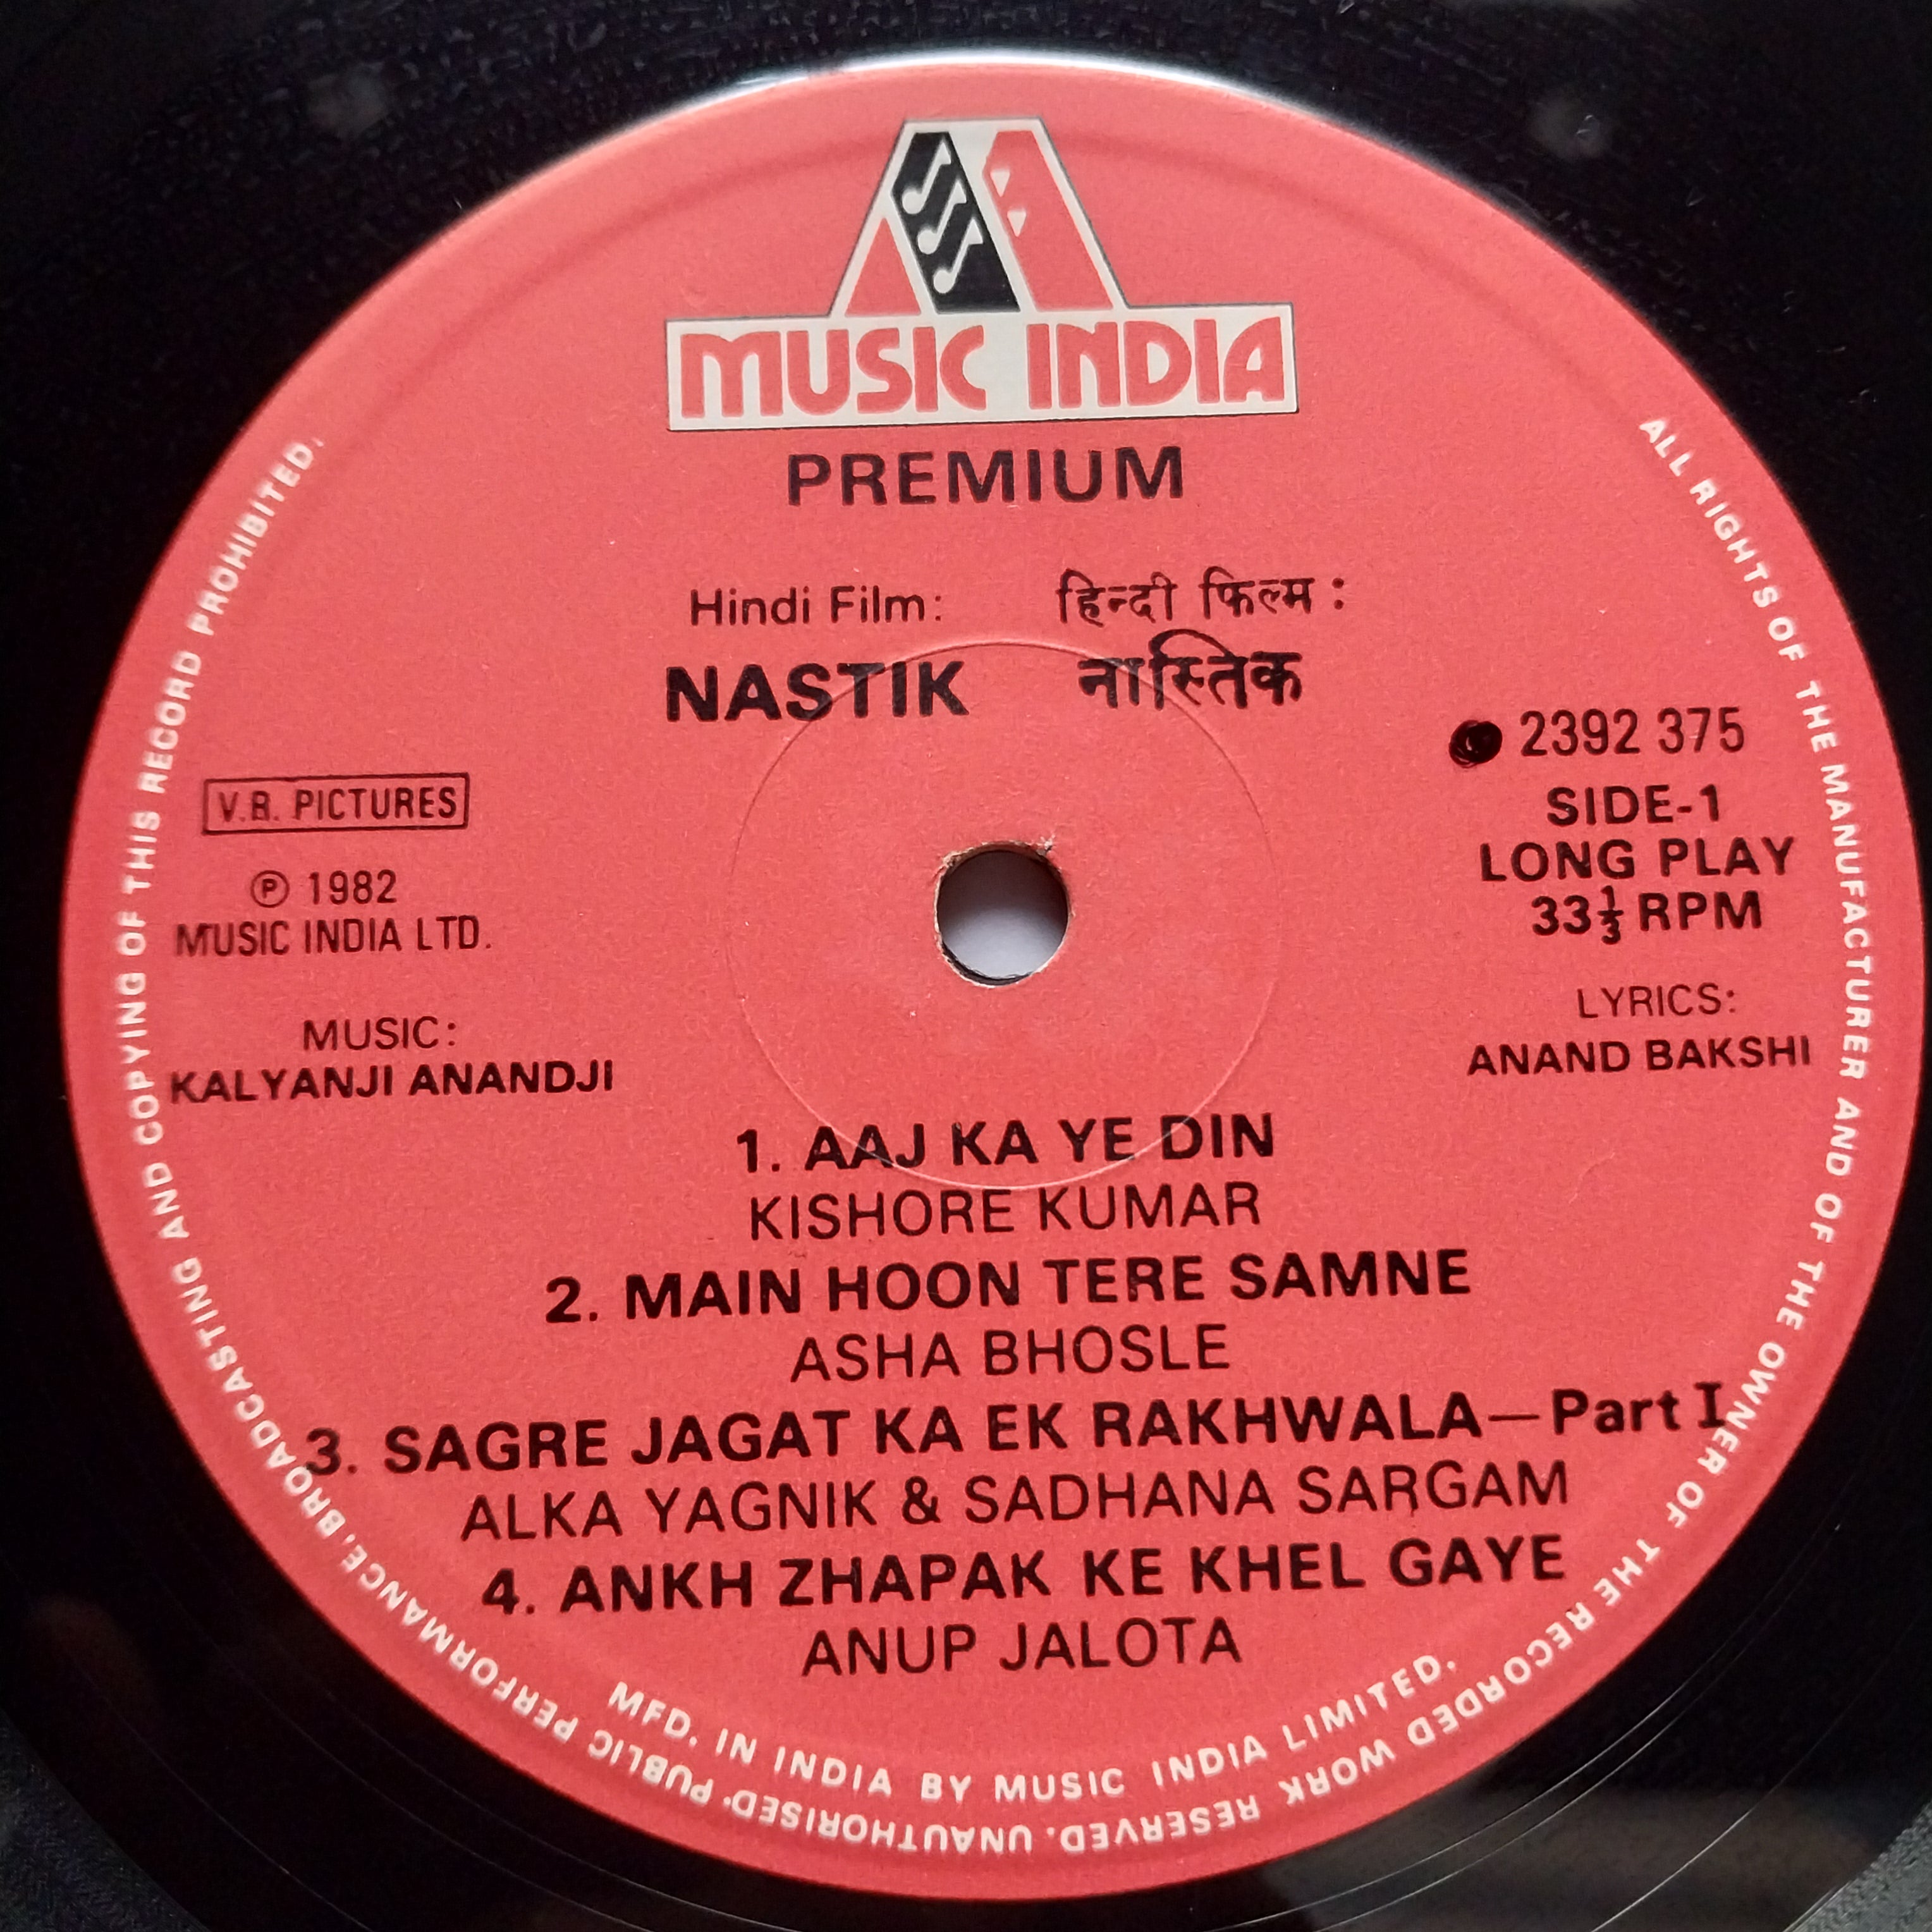 MUSIC INDIA
PREMIUM
Hindi Film: हिन्दी फिल्म :
NASTIK नास्तिक
2392 375
SIDE-1
LONG PLAY
33⅓ RPM
V.R. PICTURES
℗ 1982
MUSIC INDIA LTD.
MUSIC:
KALYANJI ANANDJI
LYRICS:
ANAND BAKSHI
1. AAJ KA YE DIN
KISHORE KUMAR
2. MAIN HOON TERE SAMNE
ASHA BHOSLE
3. SAGRE JAGAT KA EK RAKHWALA—Part I
ALKA YAGNIK & SADHANA SARGAM
4. ANKH ZHAPAK KE KHEL GAYE
ANUP JALOTA
MFD. IN INDIA BY MUSIC INDIA LIMITED.
ALL RIGHTS OF THE MANUFACTURER AND OF THE OWNER OF THE RECORDED WORK RESERVED. UNAUTHORISED PUBLIC PERFORMANCE, BROADCASTING AND COPYING OF THIS RECORD PROHIBITED.